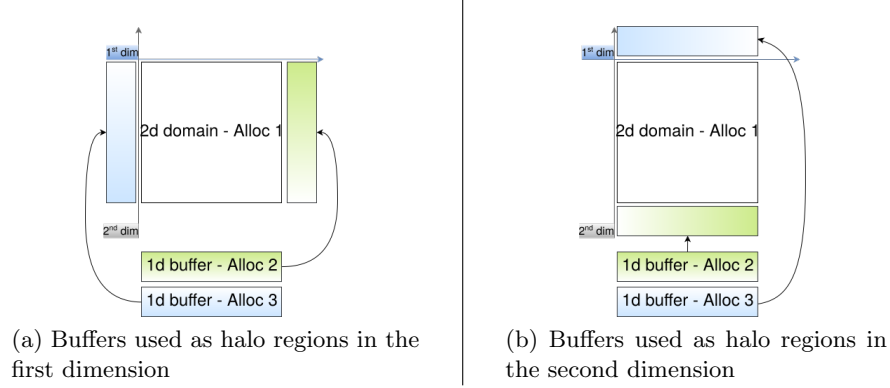 1st dim
2d domain - Alloc 1
2nd dim
1d buffer - Alloc 2
1d buffer - Alloc 3
(a) Buffers used as halo regions in the
first dimension
1st dim
2d domain - Alloc 1
2nd dim
1d buffer - Alloc 2
1d buffer - Alloc 3
(b) Buffers used as halo regions in
the second dimension